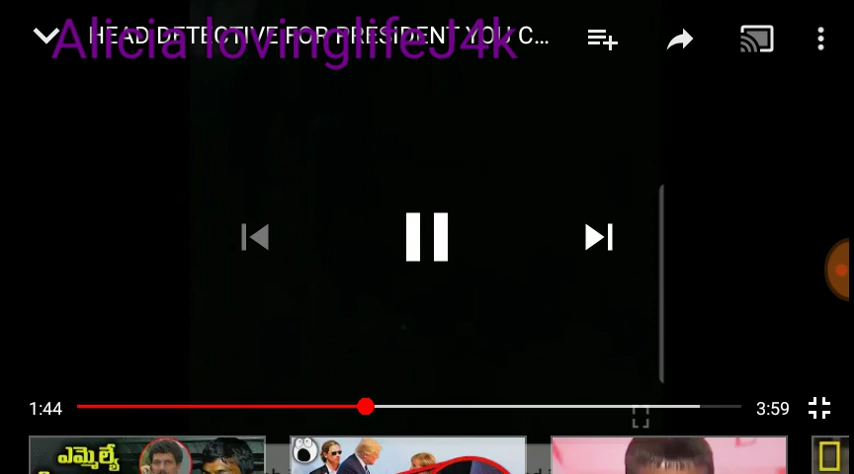 Alicia lovinglifeJ4k
HEAD DETECTIVE FOR PRESIDENT YOU C...
1:44
3:59
ఎమ్మెల్యే